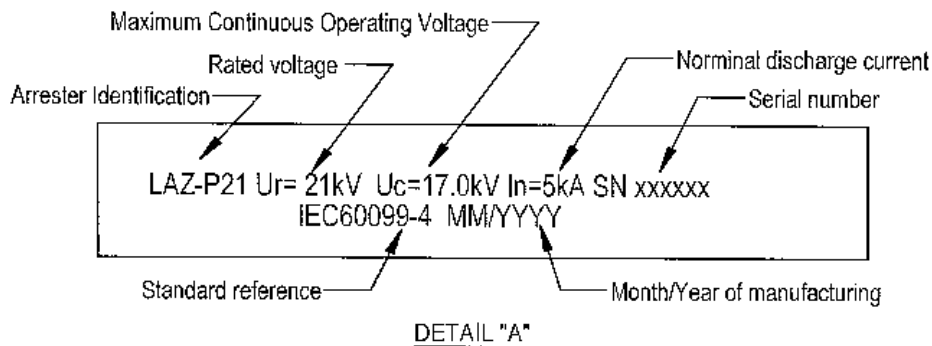 Maximum Continuous Operating Voltage
Rated voltage
Norminal discharge current
Arrester Identification
Serial number
LAZ-P21 Ur= 21kV Uc=17.0kV In=5kA SN xxxxxx
IEC60099-4 MM/YYYY
Standard reference
Month/Year of manufacturing
DETAIL "A"